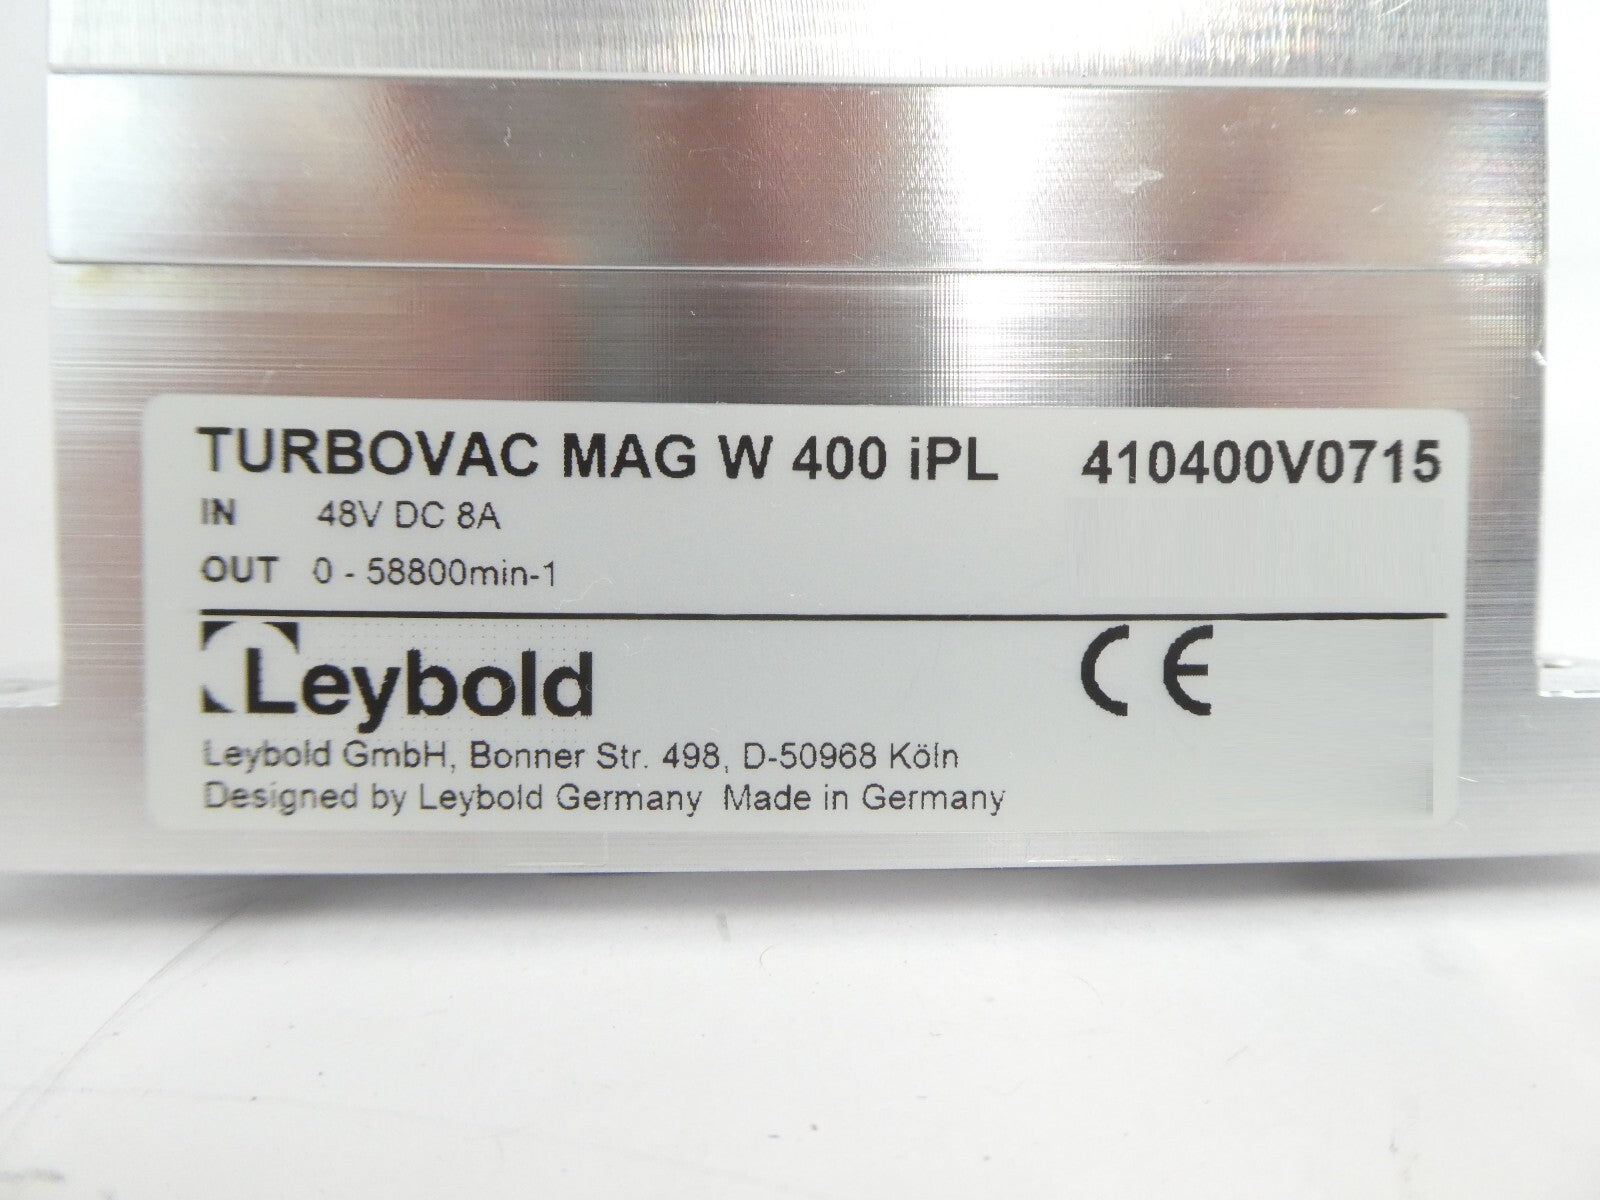 TURBOVAC MAG W 400 iPL 410400V0715
IN 48V DC 8A
OUT 0 - 58800min-1
Leybold CE
Leybold GmbH, Bonner Str. 498, D-50968 Köln
Designed by Leybold Germany Made in Germany